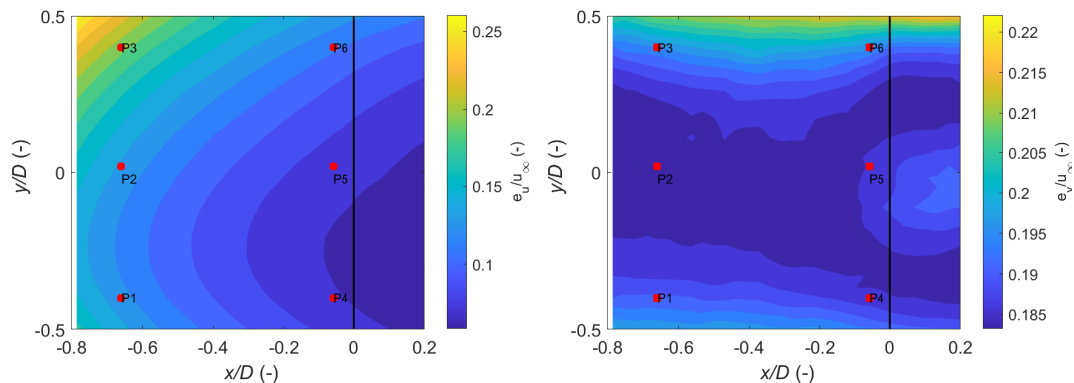 0.5
0
-0.5
y/D (-)
P3
P6
P2
P5
P1
P4
-0.8
-0.6
-0.4
-0.2
0
0.2
x/D (-)
0.25
0.2
0.15
0.1
e_u/u_∞ (-)
0.5
0
-0.5
y/D (-)
P3
P6
P2
P5
P1
P4
-0.8
-0.6
-0.4
-0.2
0
0.2
x/D (-)
0.22
0.215
0.21
0.205
0.2
0.195
0.19
0.185
e_v/u_∞ (-)